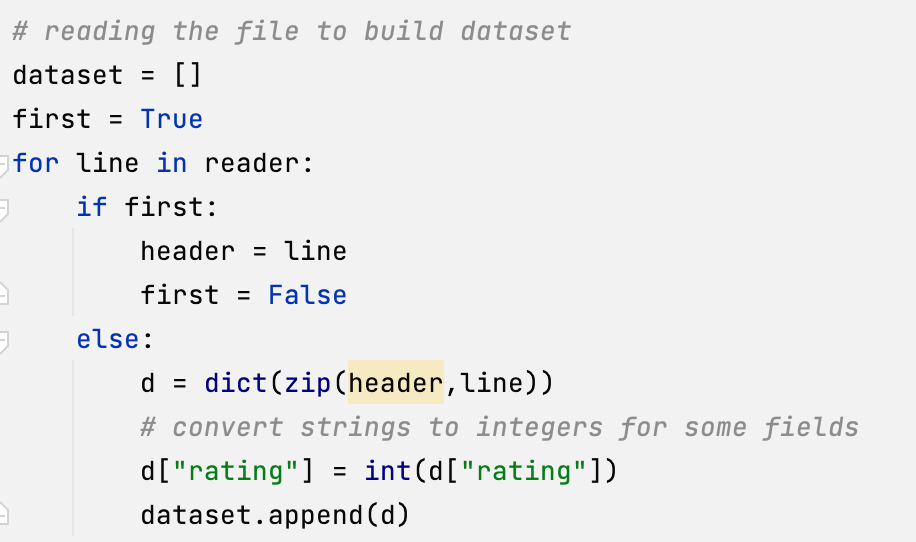 # reading the file to build dataset
dataset = []
first = True
for line in reader:
    if first:
        header = line
        first = False
    else:
        d = dict(zip(header,line))
        # convert strings to integers for some fields
        d["rating"] = int(d["rating"])
        dataset.append(d)